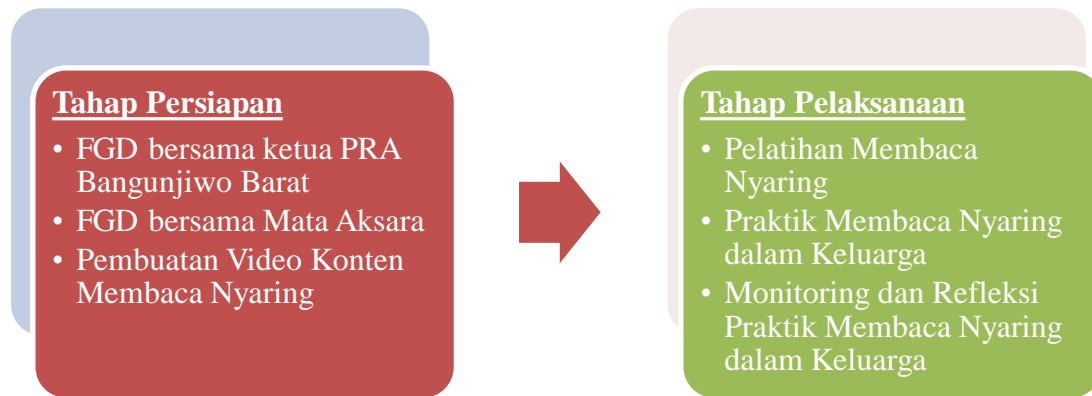 Tahap Persiapan
• FGD bersama ketua PRA
Bangunjiwo Barat
• FGD bersama Mata Aksara
• Pembuatan Video Konten
Membaca Nyaring
Tahap Pelaksanaan
• Pelatihan Membaca
Nyaring
• Praktik Membaca Nyaring
dalam Keluarga
• Monitoring dan Refleksi
Praktik Membaca Nyaring
dalam Keluarga